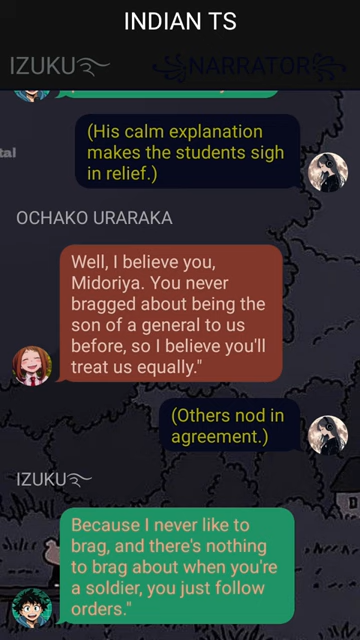 INDIAN TS
IZUKU࿐
꧁NARRATOR꧂
tal
(His calm explanation
makes the students sigh
in relief.)
OCHAKO URARAKA
Well, I believe you,
Midoriya. You never
bragged about being the
son of a general to us
before, so I believe you'll
treat us equally."
(Others nod in
agreement.)
IZUKU࿐
Because I never like to
brag, and there's nothing
to brag about when you're
a soldier, you just follow
orders."